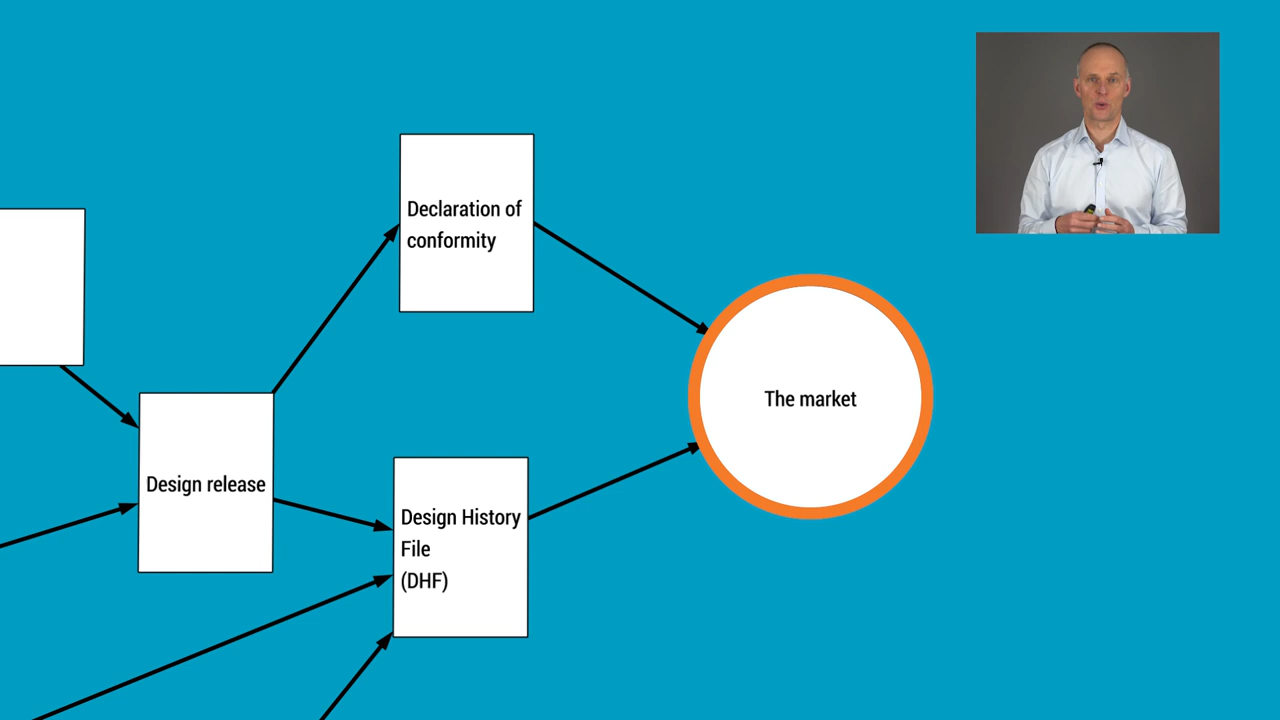 Declaration of
conformity
The market
Design release
Design History
File
(DHF)